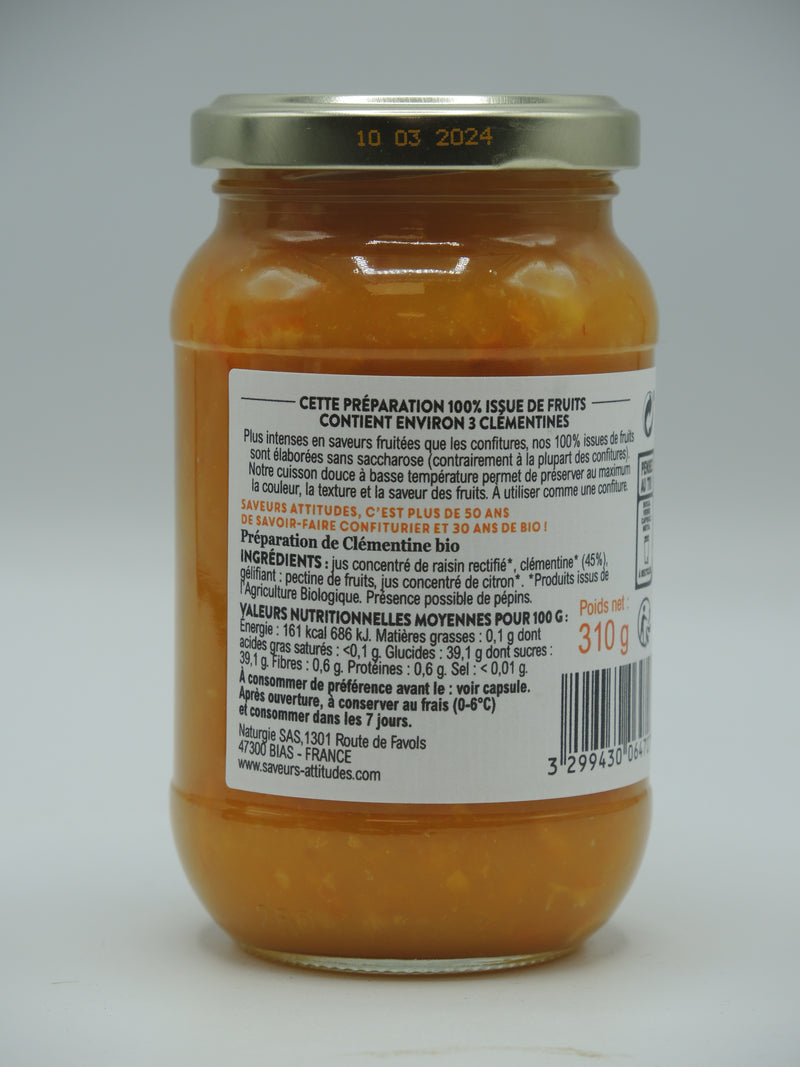 10 03 2024
CETTE PRÉPARATION 100% ISSUE DE FRUITS
CONTIENT ENVIRON 3 CLÉMENTINES
Plus intenses en saveurs fruitées que les confitures, nos 100% issues de fruits
sont élaborées sans saccharose (contrairement à la plupart des confitures).
Notre cuisson douce à basse température permet de préserver au maximum
la couleur, la texture et la saveur des fruits. À utiliser comme une confiture.
SAVEURS ATTITUDES, C'EST PLUS DE 50 ANS
DE SAVOIR-FAIRE CONFITURIER ET 30 ANS DE BIO !
Préparation de Clémentine bio
INGRÉDIENTS : jus concentré de raisin rectifié*, clémentine* (45%),
gélifiant : pectine de fruits, jus concentré de citron*. *Produits issus de
l'Agriculture Biologique. Présence possible de pépins.
VALEURS NUTRITIONNELLES MOYENNES POUR 100 G :
Énergie : 161 kcal 686 kJ. Matières grasses : 0,1 g dont
acides gras saturés : <0,1 g. Glucides : 39,1 g dont sucres :
39,1 g. Fibres : 0,6 g. Protéines : 0,6 g. Sel : < 0,01 g.
À consommer de préférence avant le : voir capsule.
Après ouverture, à conserver au frais (0-6°C)
et consommer dans les 7 jours.
Naturgie SAS,1301 Route de Favols
47300 BIAS - FRANCE
www.saveurs-attitudes.com
Poids net :
310 g
3 299430 064